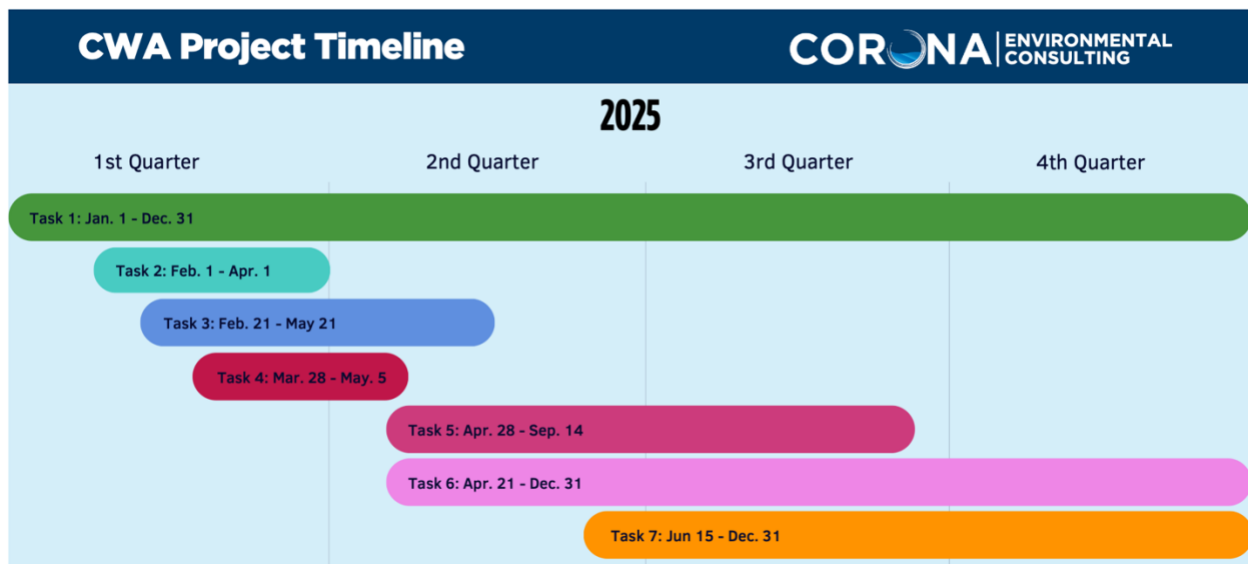 CWA Project Timeline
CORONA ENVIRONMENTAL
CONSULTING
2025
1st Quarter 2nd Quarter 3rd Quarter 4th Quarter
Task 1: Jan. 1 - Dec. 31
Task 2: Feb. 1 - Apr. 1
Task 3: Feb. 21 - May 21
Task 4: Mar. 28 - May. 5
Task 5: Apr. 28 - Sep. 14
Task 6: Apr. 21 - Dec. 31
Task 7: Jun 15 - Dec. 31